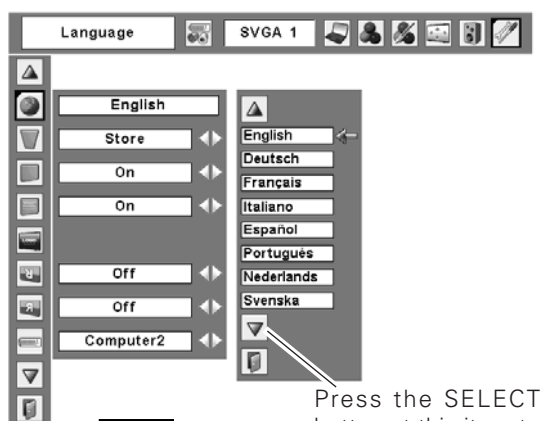 Language
SVGA 1
English
Store
On
On
Off
Off
Computer2
English
Deutsch
Français
Italiano
Español
Português
Nederlands
Svenska
Press the SELECT